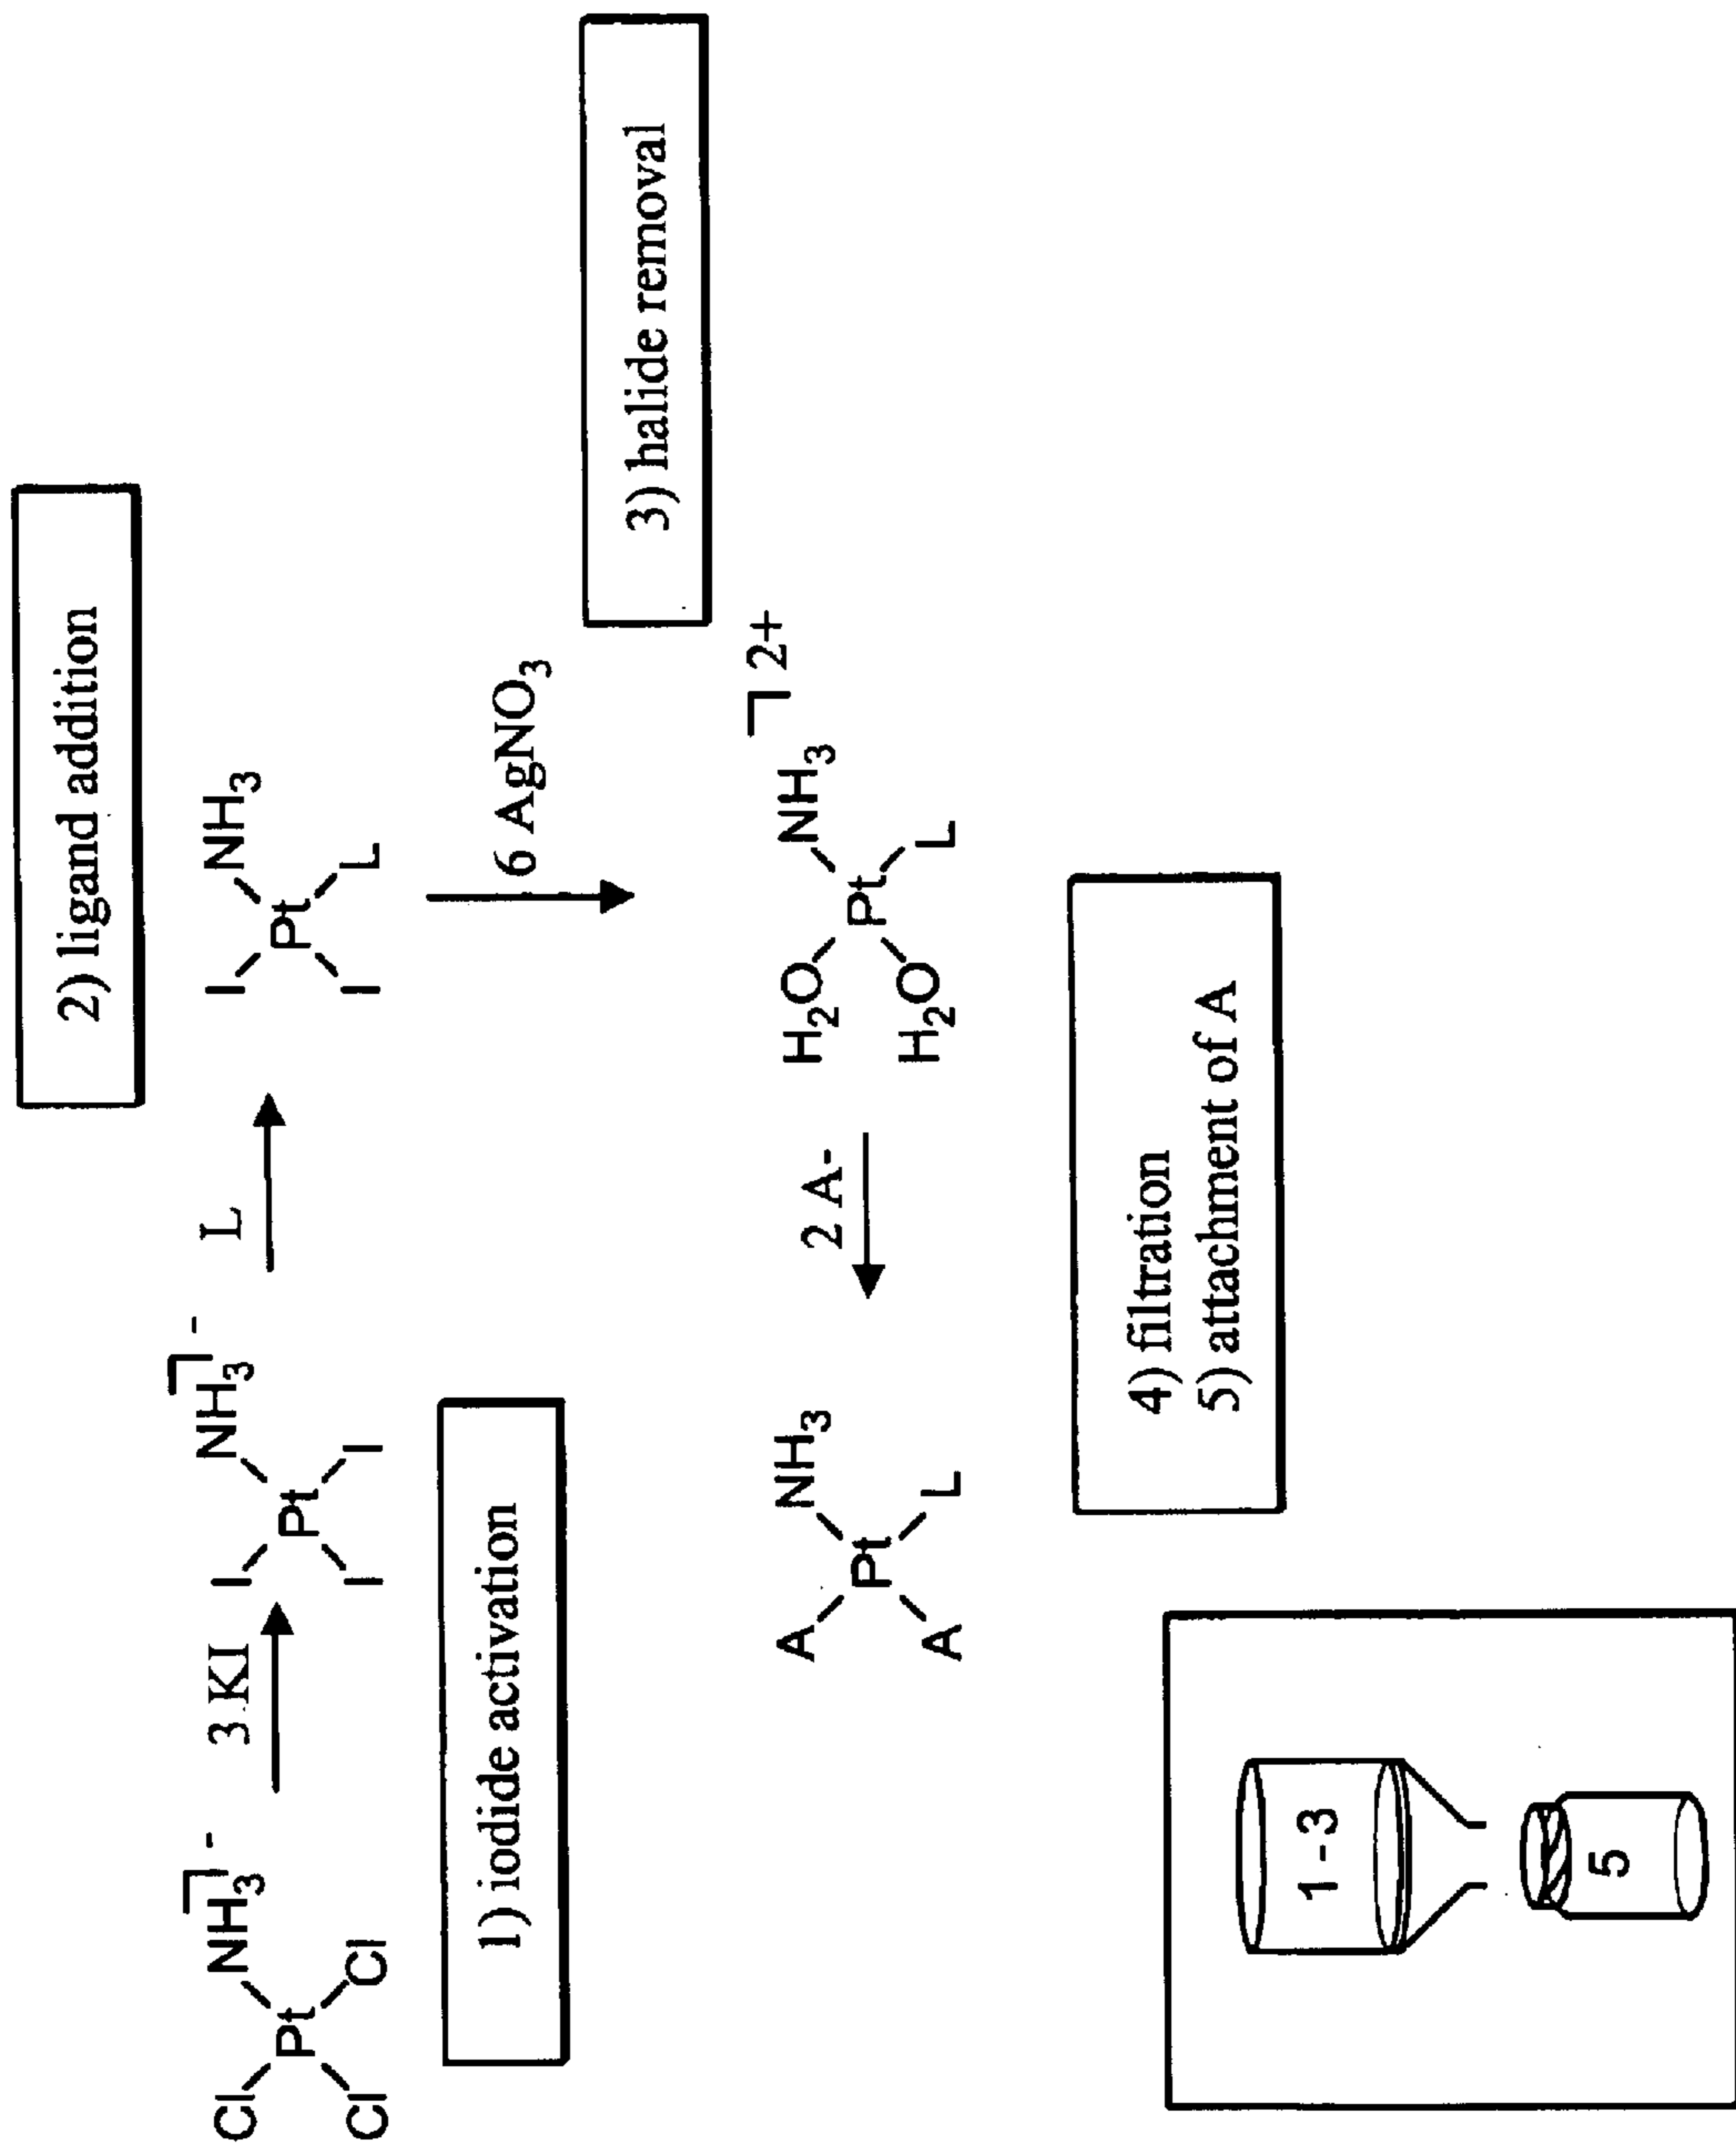 2) ligand addition
Cl Cl Cl Pt NH3 ⌝-
3 KI
I I I Pt NH3 ⌝-
L
I I Pt NH3 L
1) iodide activation
6 AgNO3
3) halide removal
A A Pt NH3 L
2 A-
H2O H2O Pt NH3 L ⌝2+
4) filtration
5) attachment of A
1-3
5